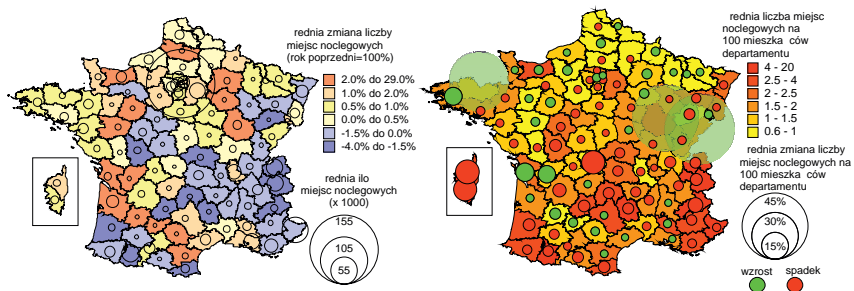 rednia zmiana liczby
miejsc noclegowych
(rok poprzedni=100%)
2.0% do 29.0%
1.0% do 2.0%
0.5% do 1.0%
0.0% do 0.5%
-1.5% do 0.0%
-4.0% do -1.5%
rednia ilo
miejsc noclegowych
(x 1000)
155
105
55
rednia liczba miejsc
noclegowych na
100 mieszka ców
departamentu
4 - 20
2.5 - 4
2 - 2.5
1.5 - 2
1 - 1.5
0.6 - 1
rednia zmiana liczby
miejsc noclegowych na
100 mieszka ców
departamentu
45%
30%
15%
wzrost spadek